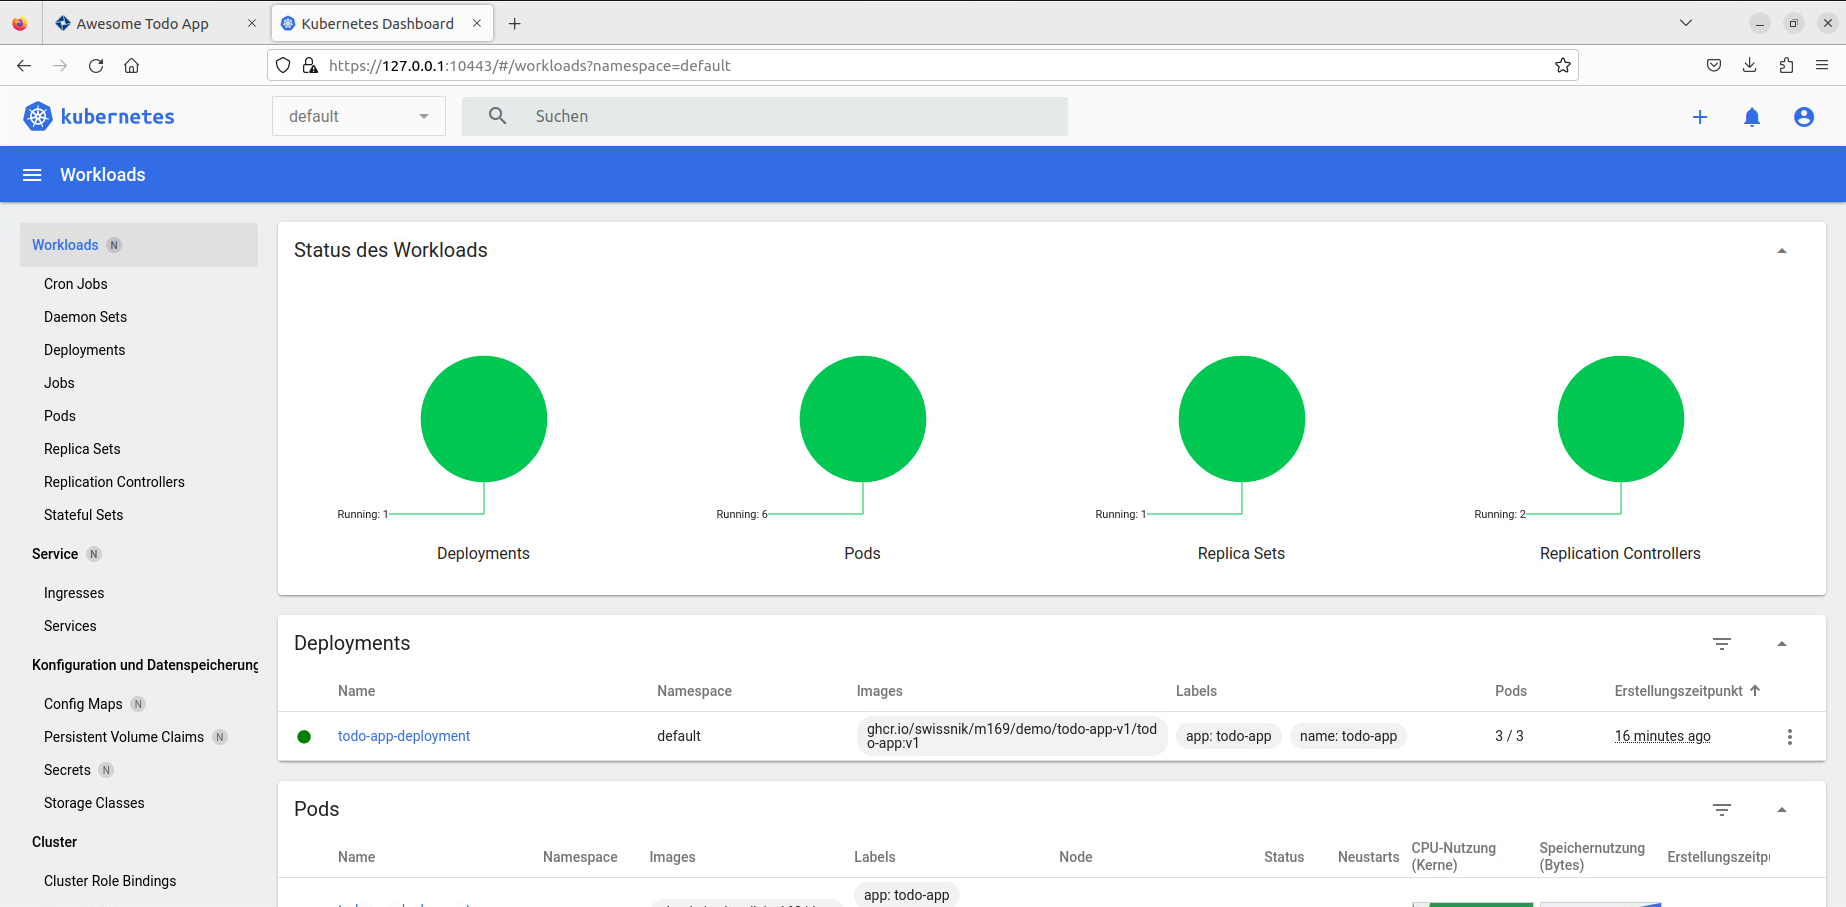 Awesome Todo App
Kubernetes Dashboard
https://127.0.0.1:10443/#/workloads?namespace=default
kubernetes
default
Suchen
Workloads
Workloads N
Cron Jobs
Daemon Sets
Deployments
Jobs
Pods
Replica Sets
Replication Controllers
Stateful Sets
Service N
Ingresses
Services
Konfiguration und Datenspeicherung
Config Maps N
Persistent Volume Claims N
Secrets N
Storage Classes
Cluster
Cluster Role Bindings
Status des Workloads
Running: 1
Deployments
Running: 6
Pods
Running: 1
Replica Sets
Running: 2
Replication Controllers
Deployments
Name Namespace Images Labels Pods Erstellungszeitpunkt
todo-app-deployment default ghcr.io/swissnik/m169/demo/todo-app-v1/tod
o-app:v1
app: todo-app name: todo-app 3 / 3 16 minutes ago
Pods
Name Namespace Images Labels Node Status Neustarts CPU-Nutzung
(Kerne)
Speichernutzung
(Bytes)
Erstellungszeitp
app: todo-app